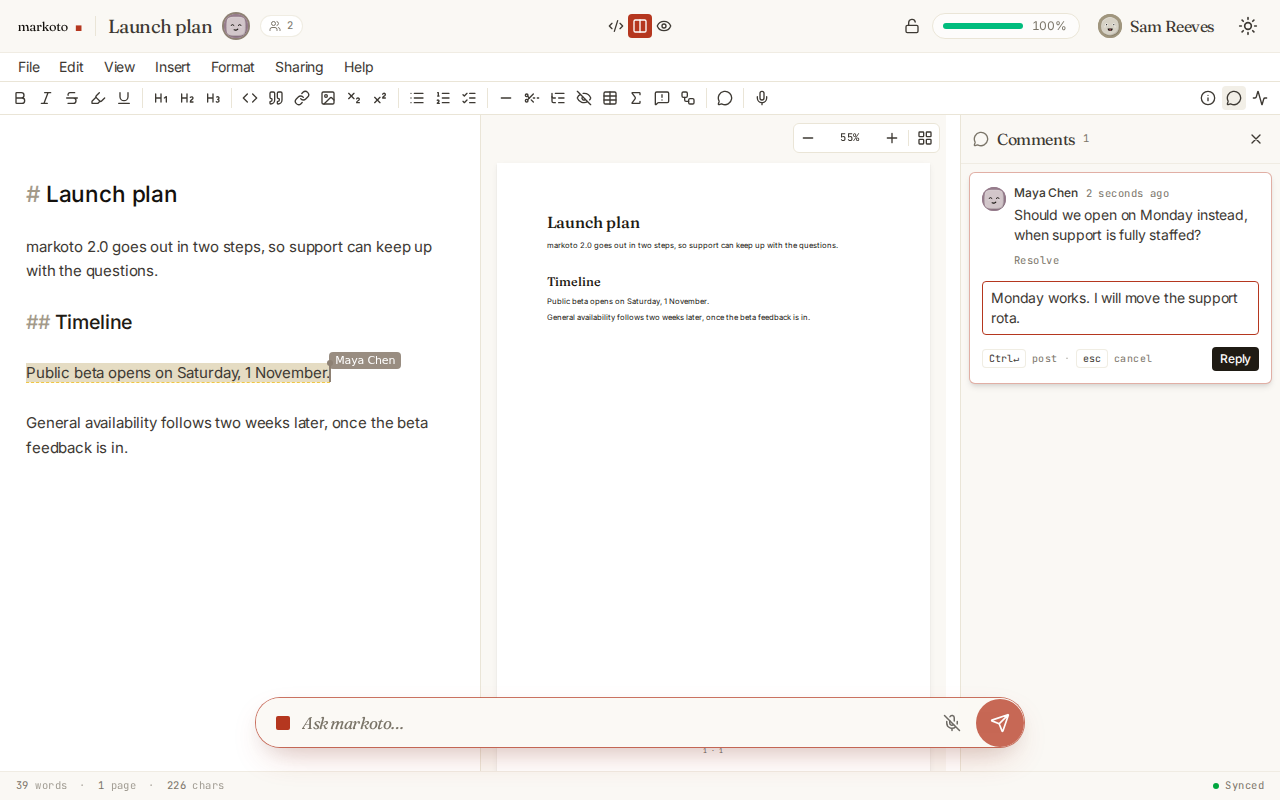 markoto
Launch plan
2
100%
Sam Reeves
File Edit View Insert Format Sharing Help
H1 H2 H3
55%
Comments 1
# Launch plan
markoto 2.0 goes out in two steps, so support can keep up
with the questions.
## Timeline
Maya Chen
Public beta opens on Saturday, 1 November.
General availability follows two weeks later, once the beta
feedback is in.
Launch plan
markoto 2.0 goes out in two steps, so support can keep up with the questions.
Timeline
Public beta opens on Saturday, 1 November.
General availability follows two weeks later, once the beta feedback is in.
1 · 1
Maya Chen 2 seconds ago
Should we open on Monday instead,
when support is fully staffed?
Resolve
Monday works. I will move the support
rota.
Ctrl↵ post · esc cancel
Reply
Ask markoto...
39 words · 1 page · 226 chars
Synced